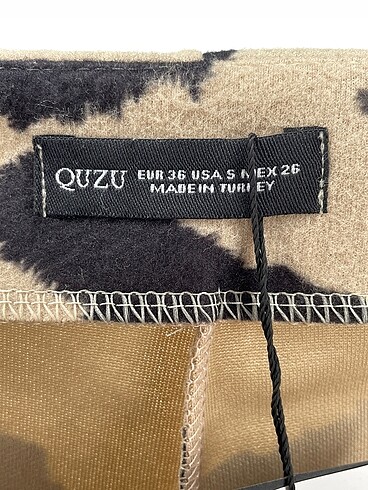 QUZU
EUR 36 USA S MEX 26
MADE IN TURKEY